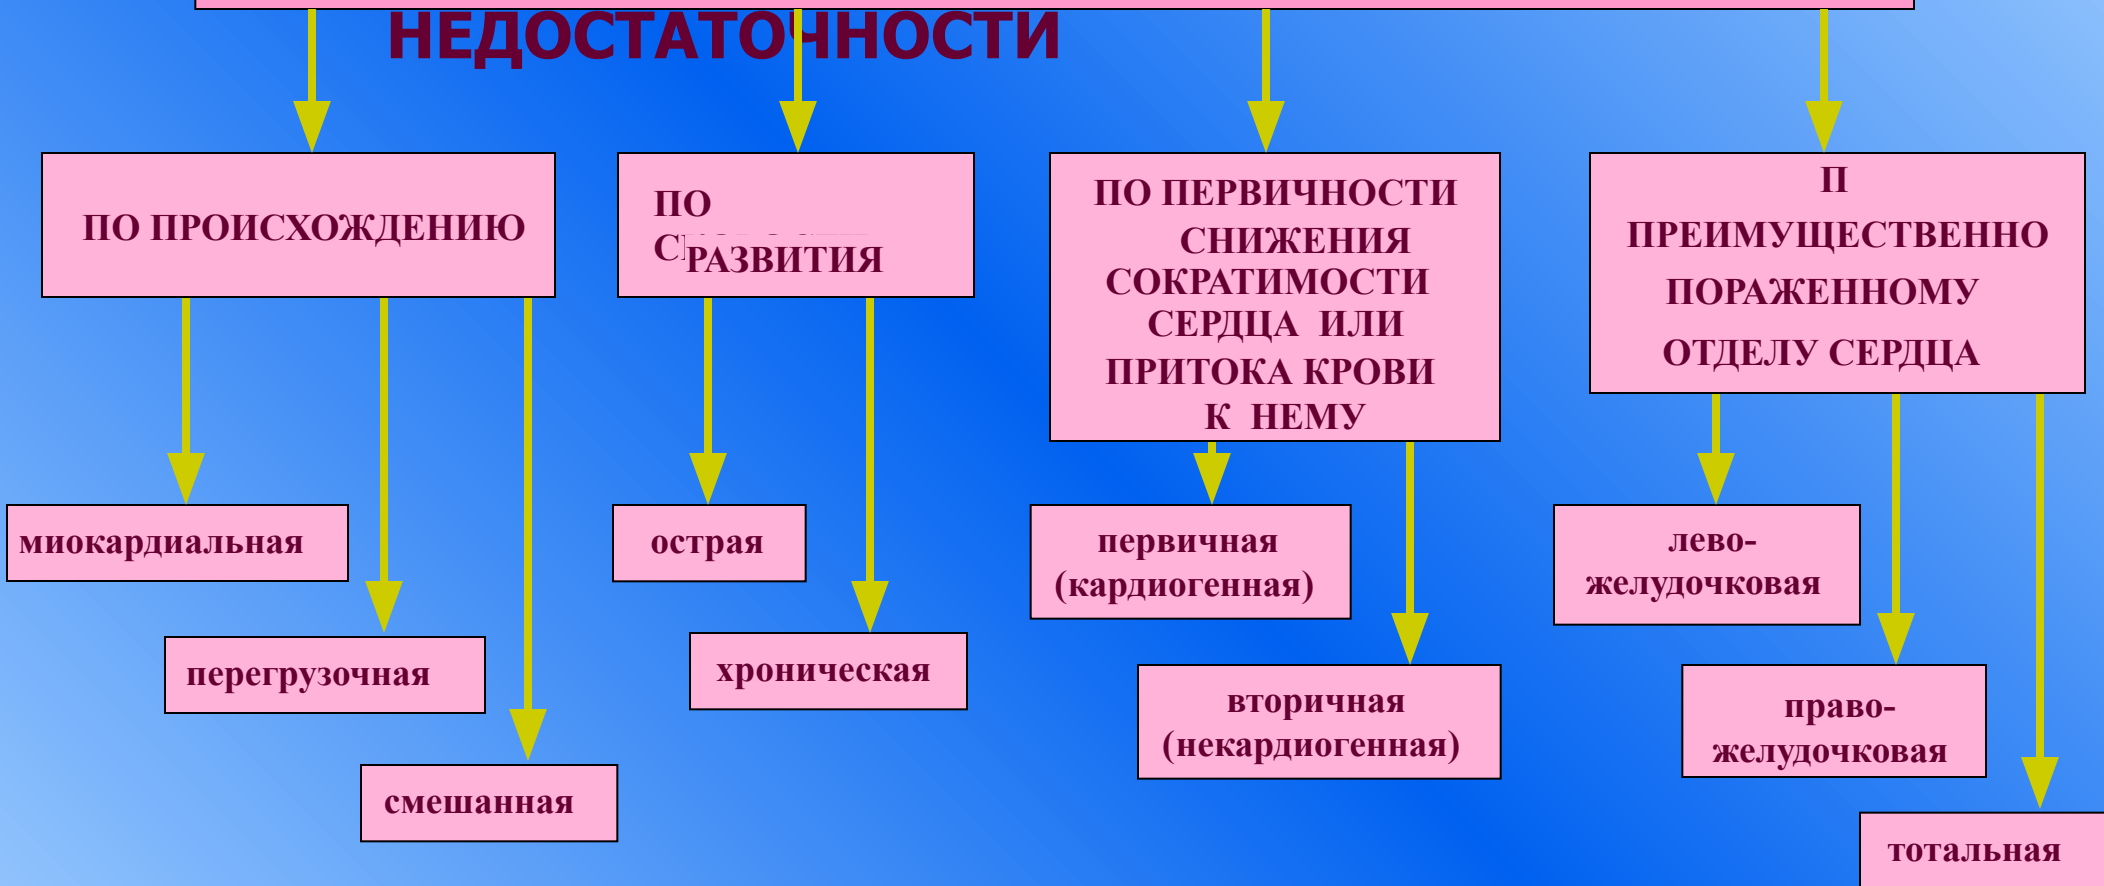 НЕДОСТАТОЧНОСТИ
ПО ПРОИСХОЖДЕНИЮ
ПО
РАЗВИТИЯ
ПО ПЕРВИЧНОСТИ
СНИЖЕНИЯ
СОКРАТИМОСТИ
СЕРДЦА ИЛИ
ПРИТОКА КРОВИ
К НЕМУ
П
ПРЕИМУЩЕСТВЕННО
ПОРАЖЕННОМУ
ОТДЕЛУ СЕРДЦА
миокардиальная
перегрузочная
смешанная
острая
хроническая
первичная
(кардиогенная)
вторичная
(некардиогенная)
лево-
желудочковая
право-
желудочковая
тотальная